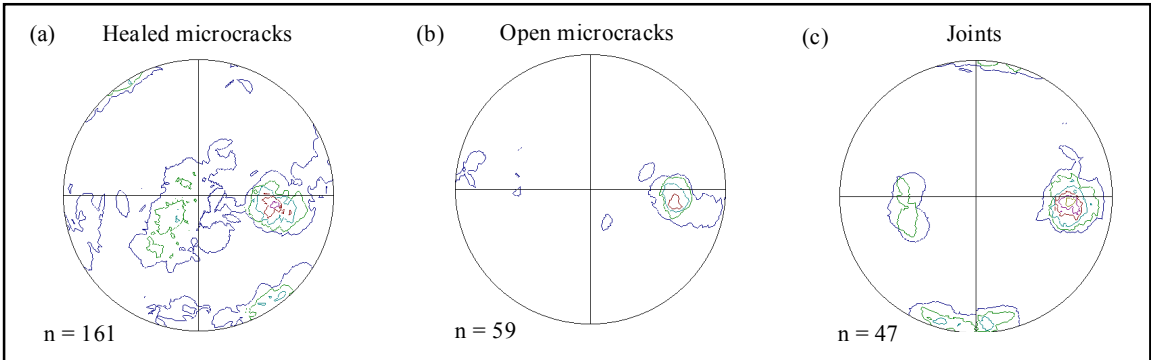 (a) Healed microcracks
(b) Open microcracks
(c) Joints
n = 161
n = 59
n = 47